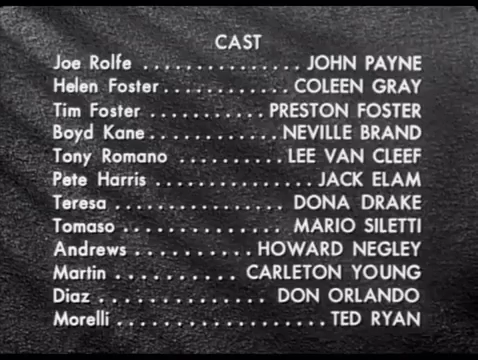 CAST
Joe Rolfe ............... JOHN PAYNE
Helen Foster ............. COLEEN GRAY
Tim Foster ........... PRESTON FOSTER
Boyd Kane ............. NEVILLE BRAND
Tony Romano .......... LEE VAN CLEEF
Pete Harris ............... JACK ELAM
Teresa ................. DONA DRAKE
Tomaso ............... MARIO SILETTI
Andrews ............ HOWARD NEGLEY
Martin ............ CARLETON YOUNG
Diaz ................ DON ORLANDO
Morelli .................... TED RYAN